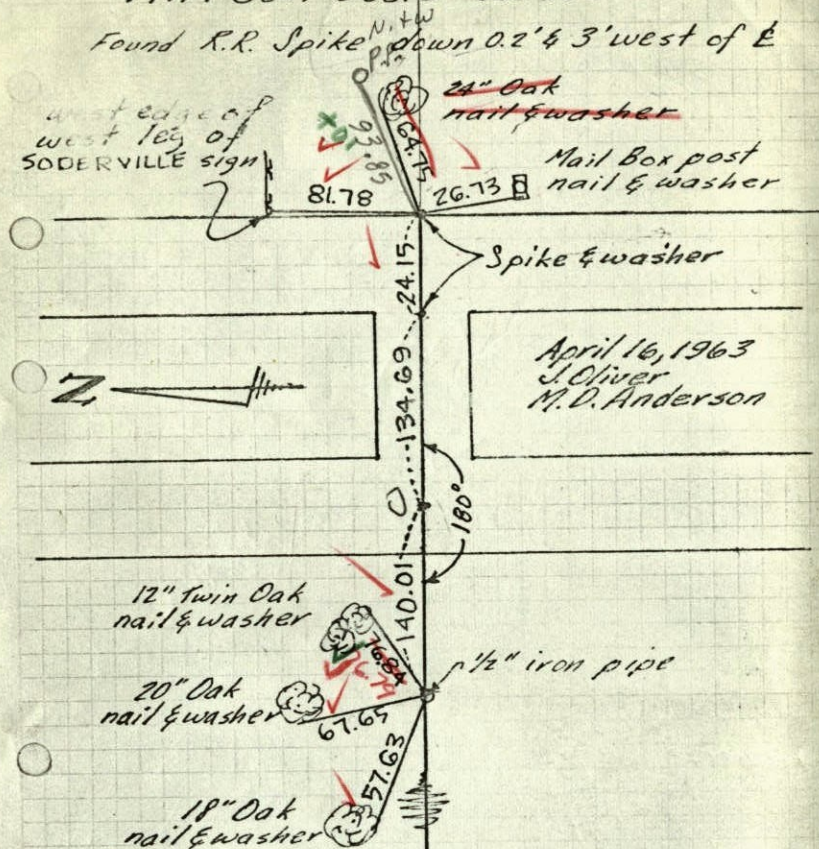 Found R.R. Spike down 0.2' & 3' west of ℄
N.+W
P.P.
24" Oak
nail & washer
west edge of
west leg of
SODERVILLE sign
93.85
64.75
Mail Box post
nail & washer
81.78
26.73
24.15
Spike & washer
April 16, 1963
J. Oliver
M.D. Anderson
N
134.69
180°
140.01
12" Twin Oak
nail & washer
76.84
76.79
1/2" iron pipe
20" Oak
nail & washer
67.65
57.63
18" Oak
nail & washer